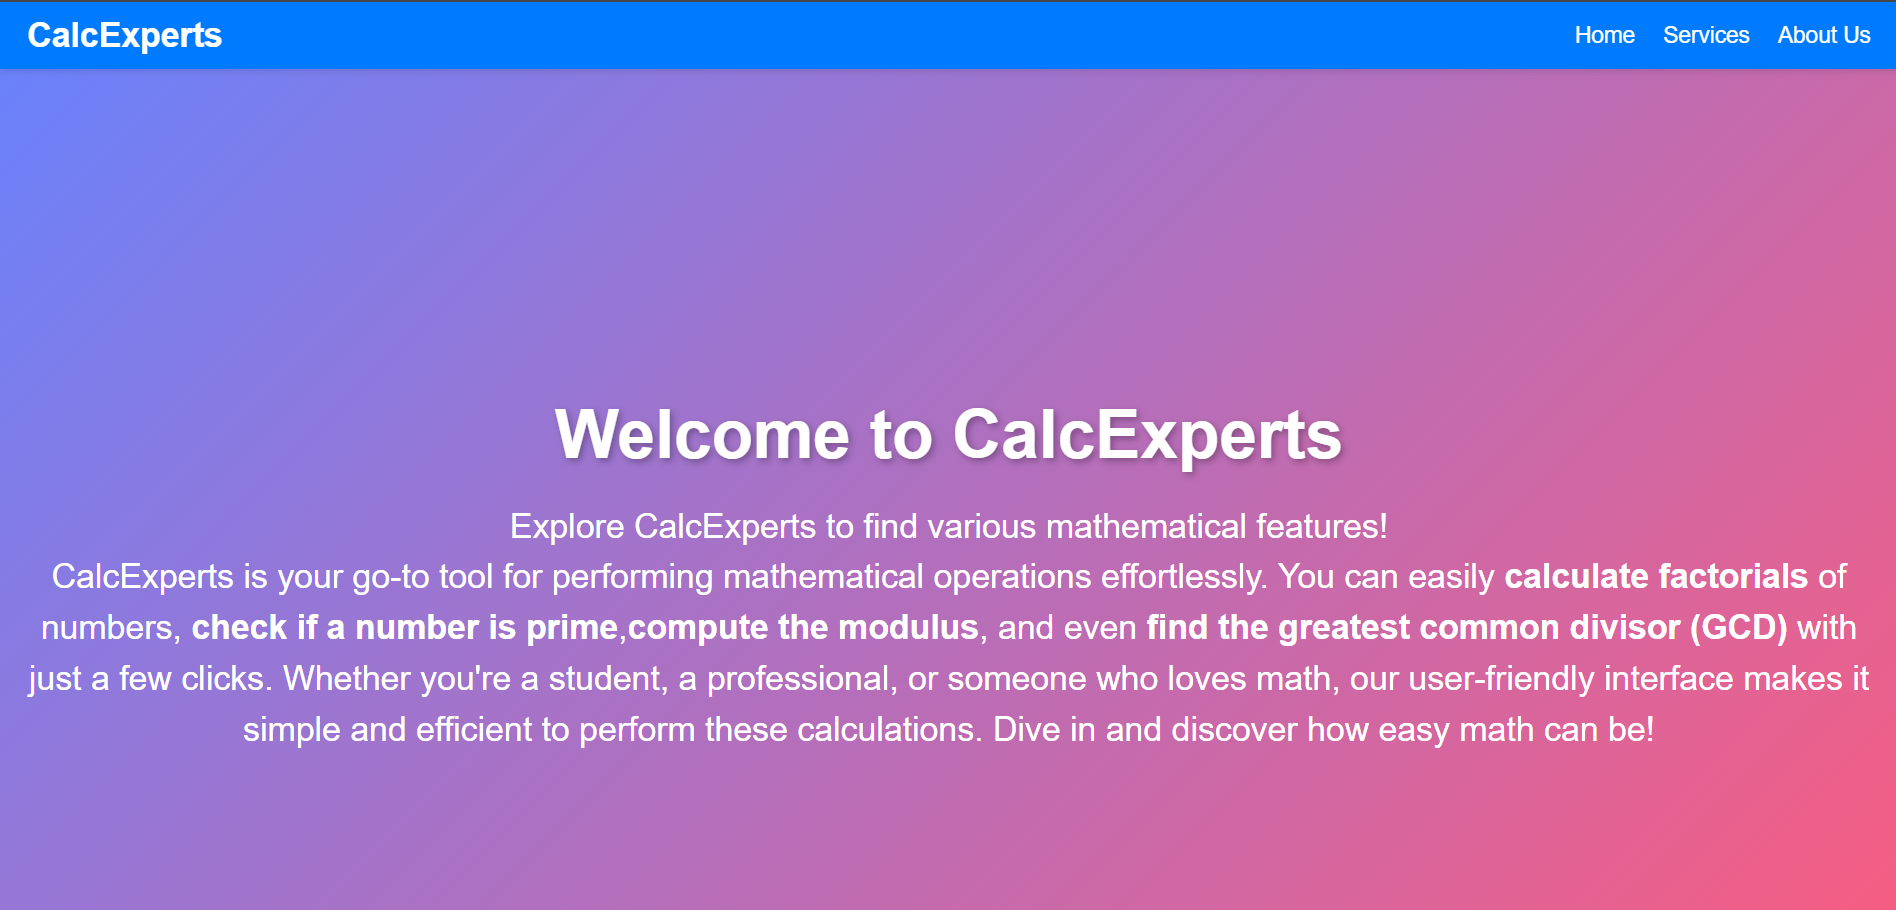 CalcExperts
Home Services About Us
Welcome to CalcExperts
Explore CalcExperts to find various mathematical features!
CalcExperts is your go-to tool for performing mathematical operations effortlessly. You can easily calculate factorials of
numbers, check if a number is prime,compute the modulus, and even find the greatest common divisor (GCD) with
just a few clicks. Whether you're a student, a professional, or someone who loves math, our user-friendly interface makes it
simple and efficient to perform these calculations. Dive in and discover how easy math can be!